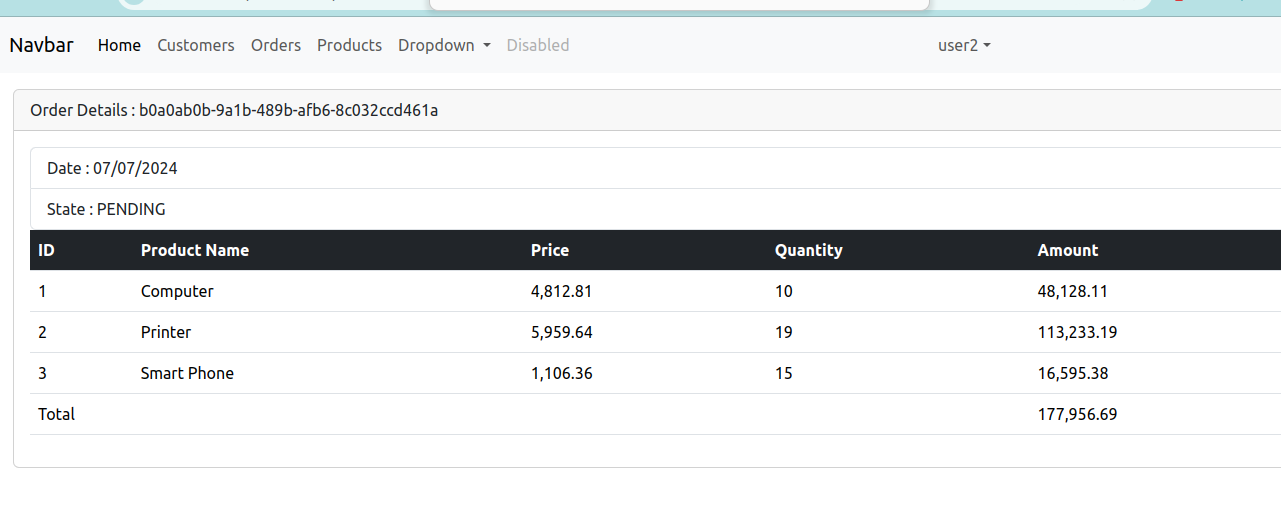 Navbar Home Customers Orders Products Dropdown Disabled user2
Order Details : b0a0ab0b-9a1b-489b-afb6-8c032ccd461a
Date : 07/07/2024
State : PENDING
ID Product Name Price Quantity Amount
1 Computer 4,812.81 10 48,128.11
2 Printer 5,959.64 19 113,233.19
3 Smart Phone 1,106.36 15 16,595.38
Total 177,956.69